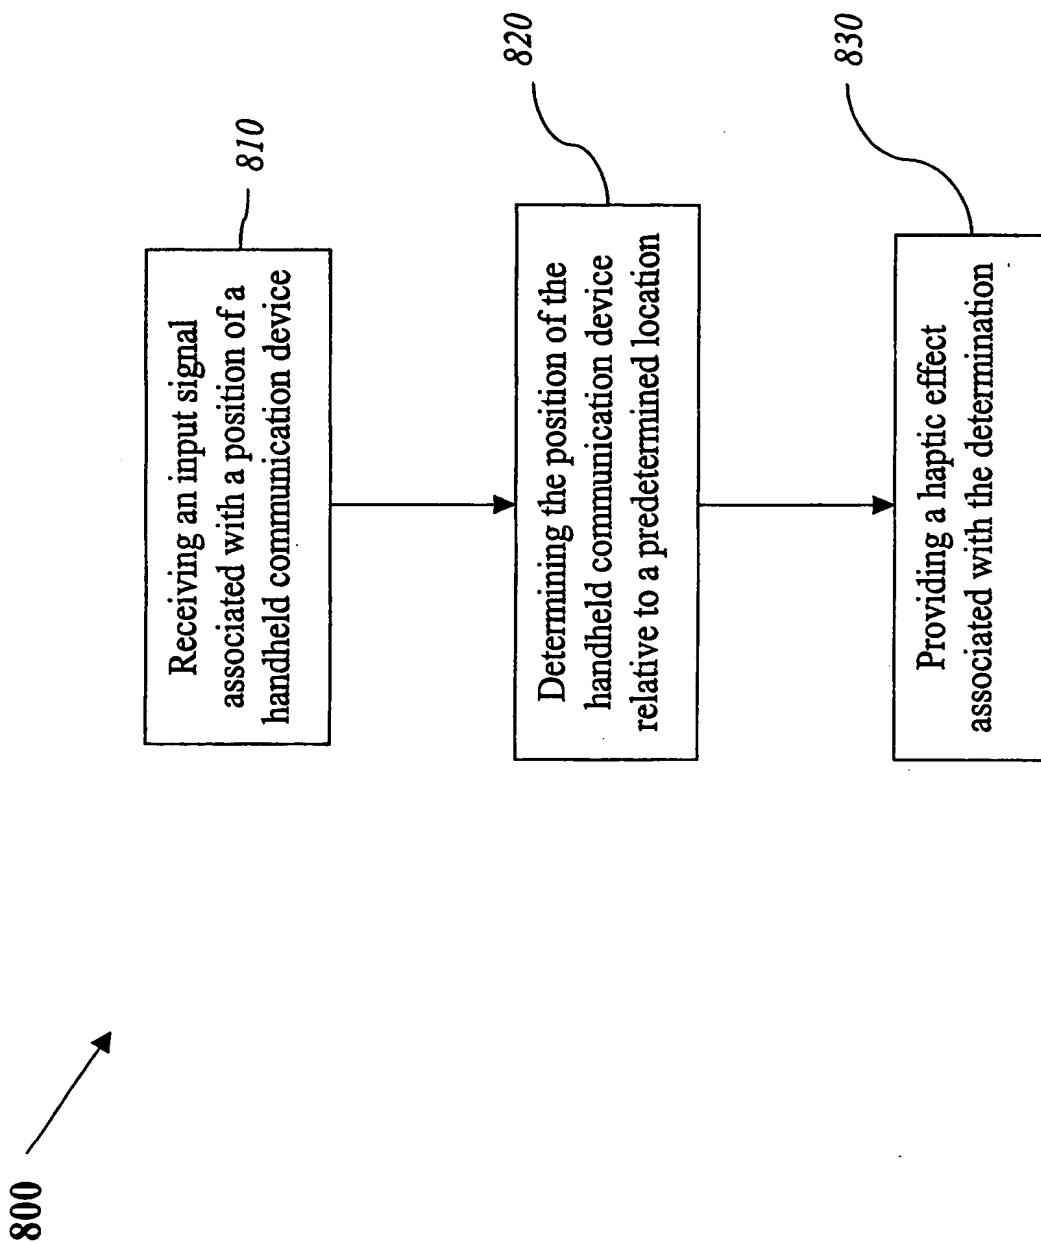 800
Receiving an input signal
associated with a position of a
handheld communication device
810
Determining the position of the
handheld communication device
relative to a predetermined location
820
Providing a haptic effect
associated with the determination
830